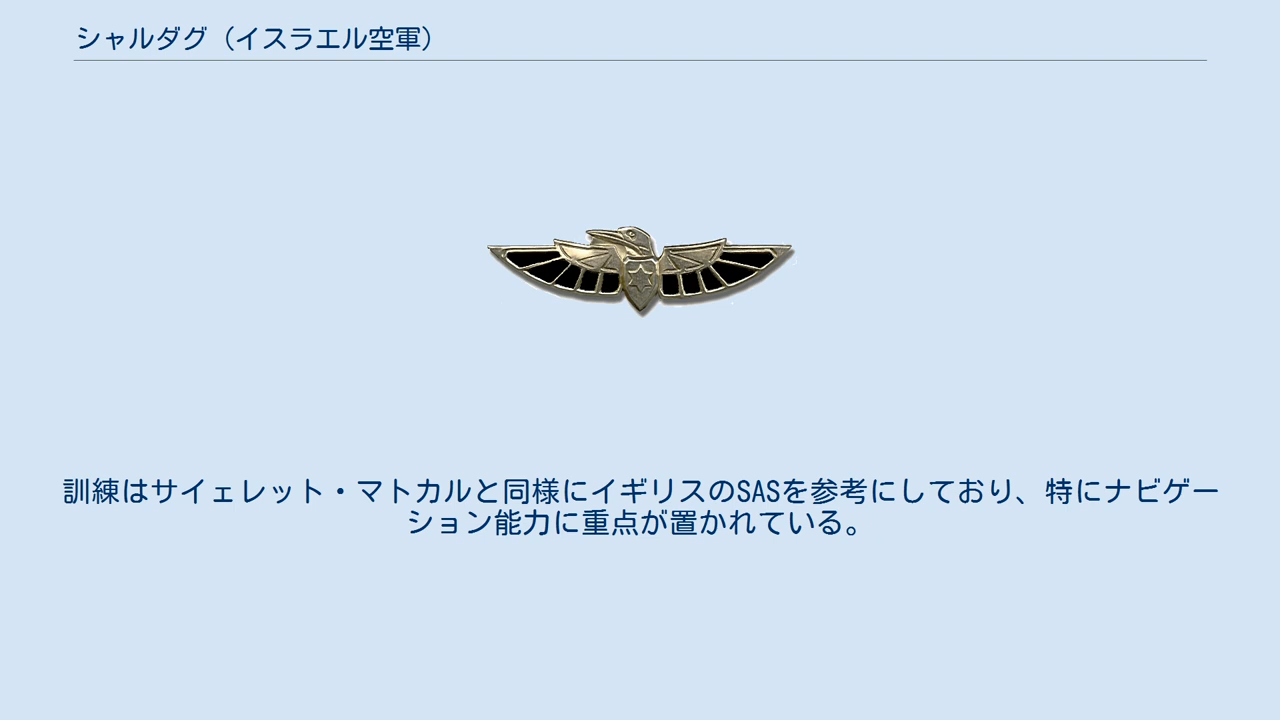 シャルダグ（イスラエル空軍）
訓練はサイェレット・マトカルと同様にイギリスのSASを参考にしており、特にナビゲー
ション能力に重点が置かれている。